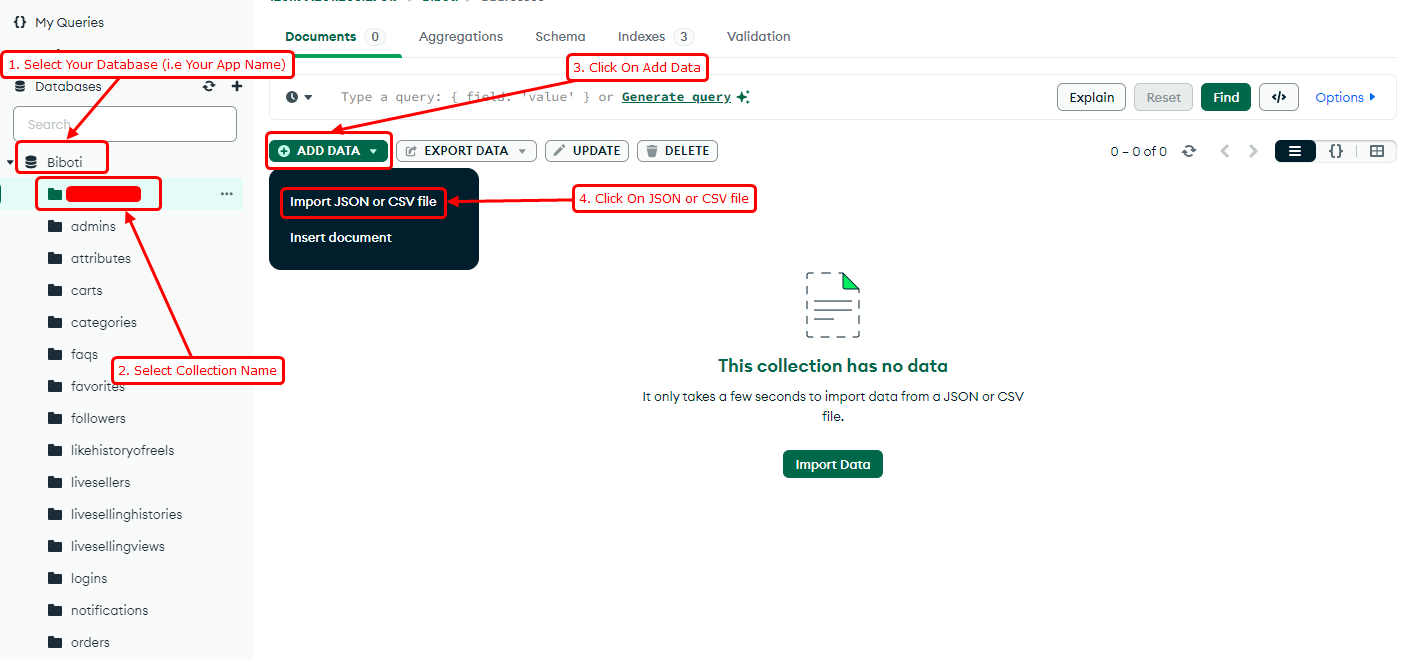 My Queries
1. Select Your Database (i.e Your App Name)
Databases
Search
Biboti
admins
attributes
carts
categories
faqs
2. Select Collection Name
favorites
followers
likehistoryofreels
livesellers
livesellinghistories
livesellingviews
logins
notifications
orders
Documents 0 Aggregations Schema Indexes 3 Validation
3. Click On Add Data
Type a query: { field: 'value' } or Generate query
Explain Reset Find </> Options
ADD DATA EXPORT DATA UPDATE DELETE
0 – 0 of 0
{}
Import JSON or CSV file
4. Click On JSON or CSV file
Insert document
This collection has no data
It only takes a few seconds to import data from a JSON or CSV
file.
Import Data